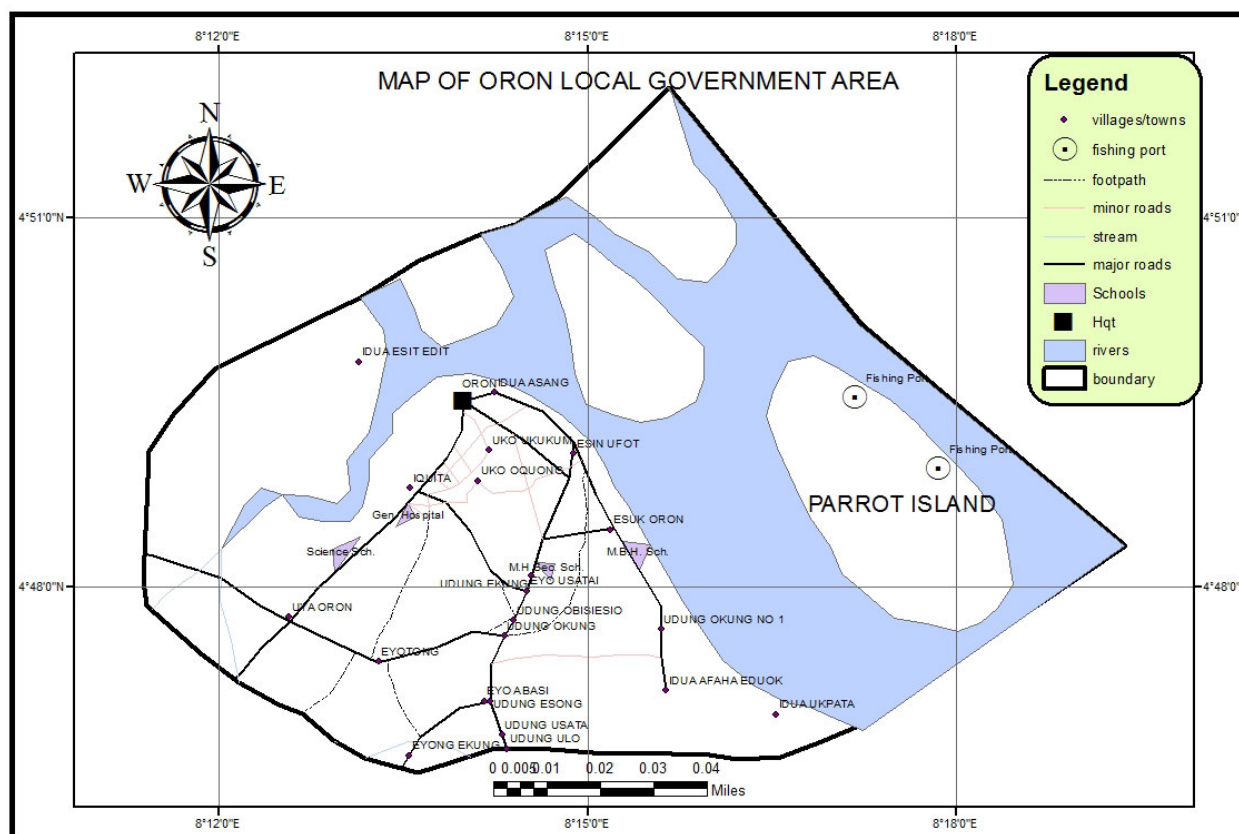 8°12'0"E
8°15'0"E
8°18'0"E
MAP OF ORON LOCAL GOVERNMENT AREA
N
W
E
S
4°51'0"N
4°51'0"
Legend
villages/towns
fishing port
footpath
minor roads
stream
major roads
Schools
Hqt
rivers
boundary
IDUA ESIT EDIT
ORON
IDUA ASANG
Fishing Port
UKO UKUKUM
ESIN UFOT
Fishing Port
UKO OQUONG
IQUITA
PARROT ISLAND
Gen. Hospital
ESUK ORON
Science Sch.
M.B.H. Sch.
M.H Sec. Sch.
4°48'0"N
4°48'0"
UDUNG EKUNG
EYO USATAI
UYA ORON
UDUNG OBISIESIO
UDUNG OKUNG
UDUNG OKUNG NO 1
EYOTONG
EYO ABASI
UDUNG ESONG
IDUA AFAHA EDUOK
IDUA UKPATA
UDUNG USATA
UDUNG ULO
EYONG EKUNG
0 0.005 0.01 0.02 0.03 0.04
Miles
8°12'0"E
8°15'0"E
8°18'0"E